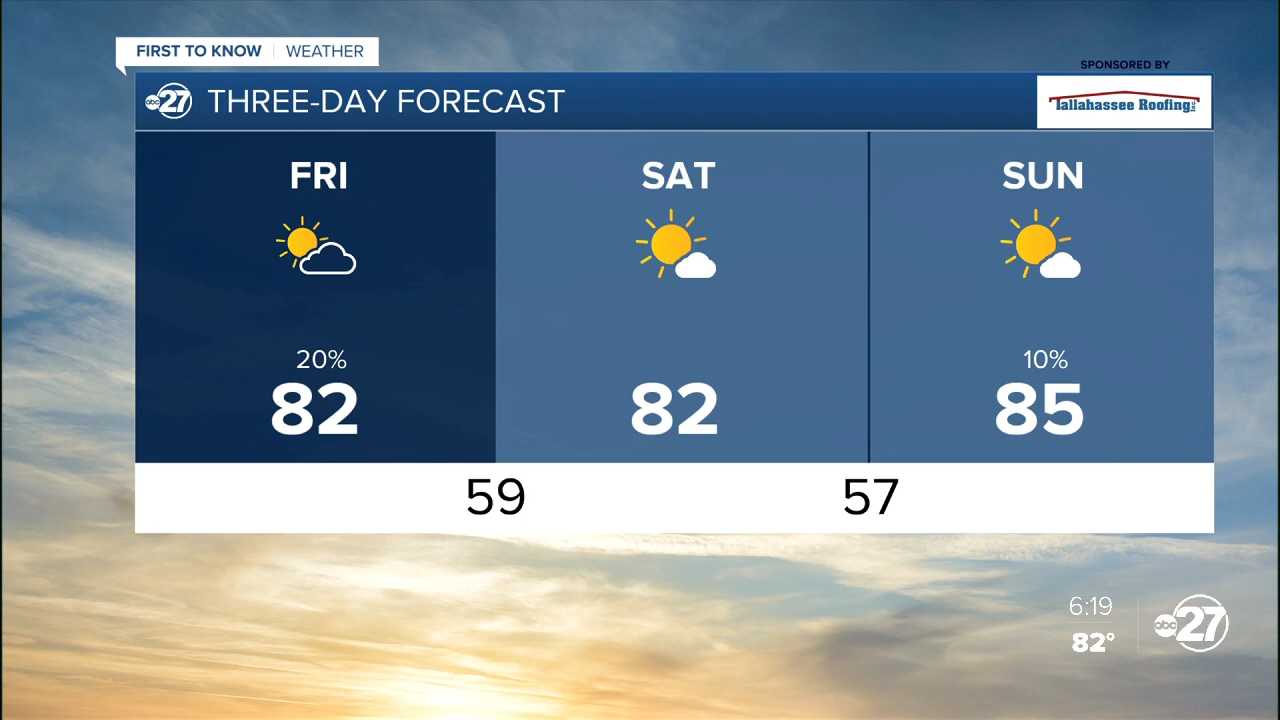 FIRST TO KNOW | WEATHER
SPONSORED BY
abc 27 THREE-DAY FORECAST
Tallahassee Roofing Inc.
FRI SAT SUN
20% 10%
82 82 85
59 57
6:19
82°
abc 27